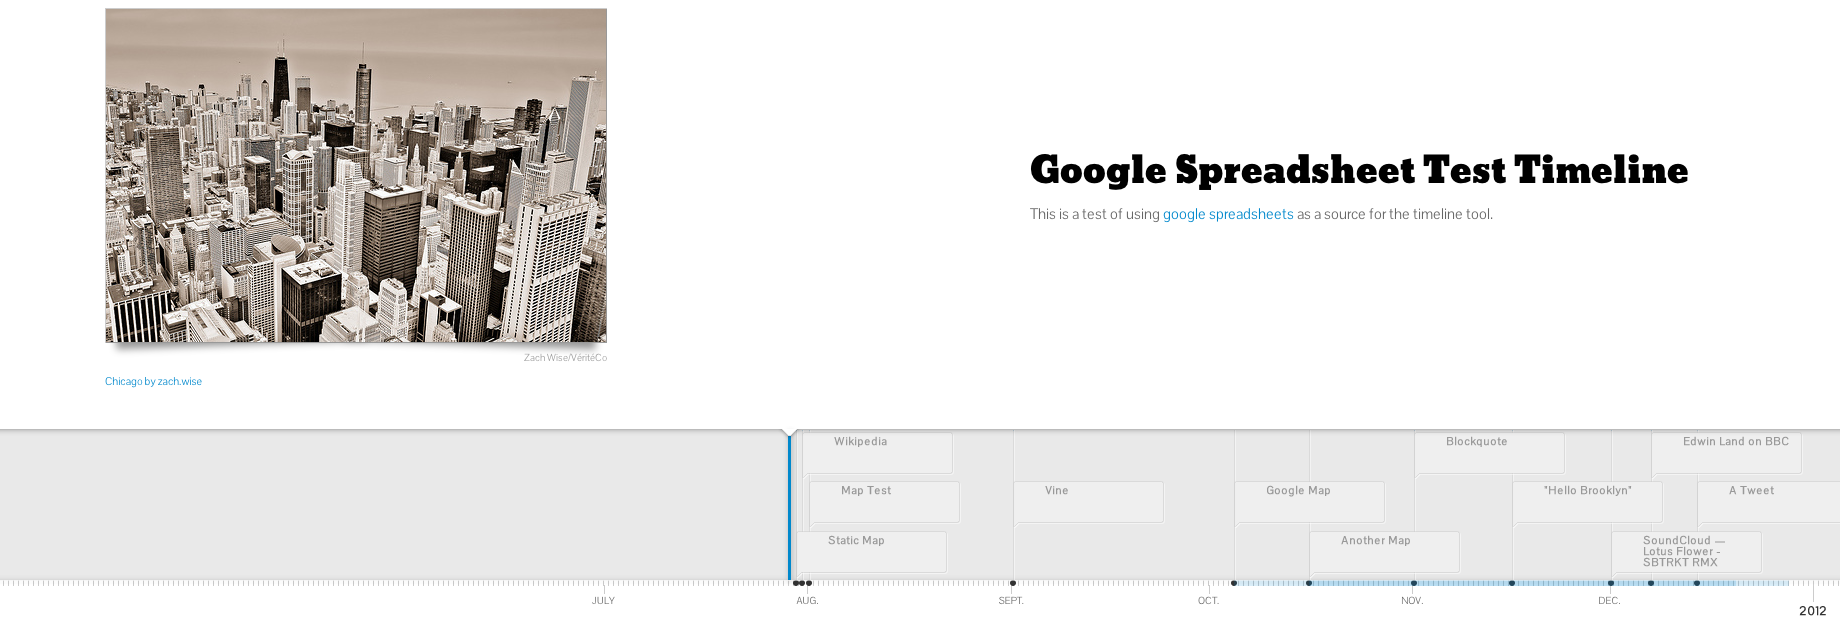 Google Spreadsheet Test Timeline
This is a test of using google spreadsheets as a source for the timeline tool.
Zach Wise/VéritéCo
Chicago by zach.wise
Wikipedia
Blockquote
Edwin Land on BBC
Map Test
Vine
Google Map
"Hello Brooklyn"
A Tweet
Static Map
Another Map
SoundCloud —
Lotus Flower -
SBTRKT RMX
JULY
AUG.
SEPT.
OCT.
NOV.
DEC.
2012